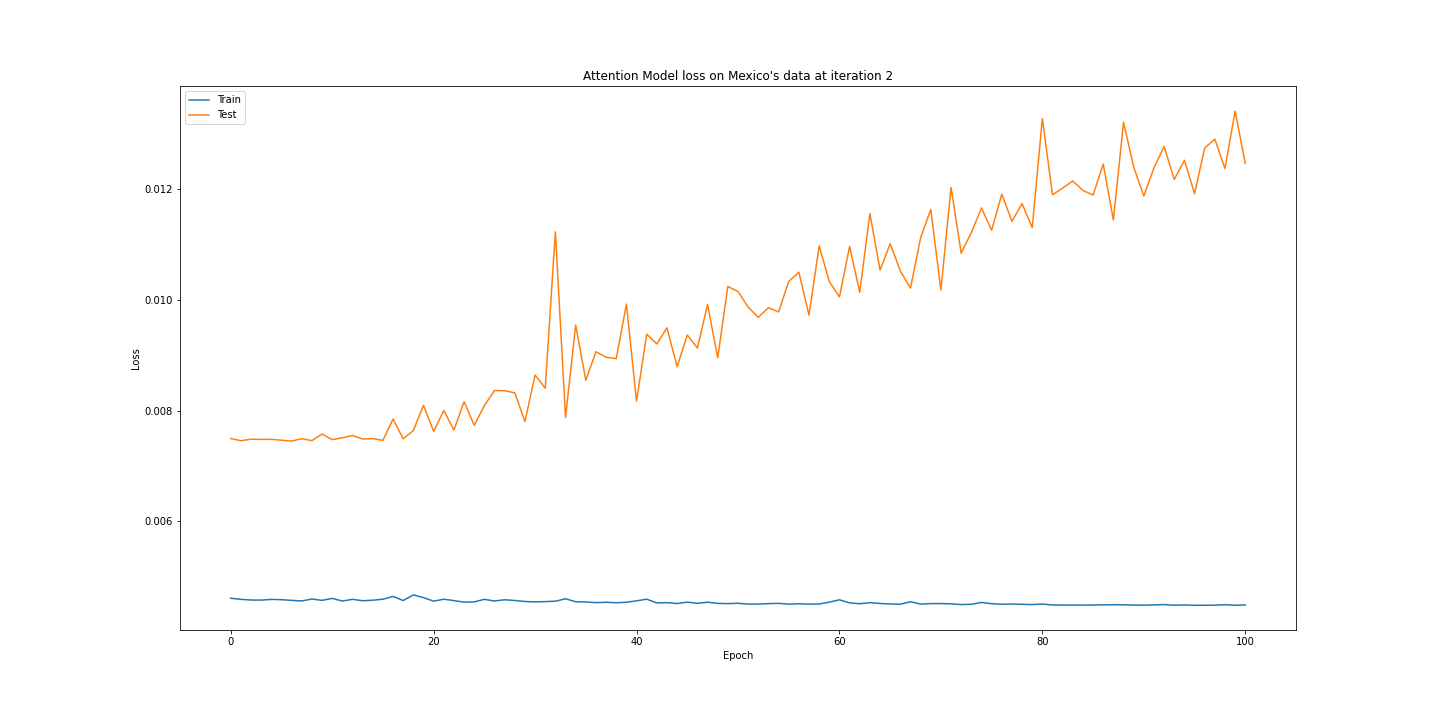 Attention Model loss on Mexico's data at iteration 2
Train
Test
0.012
0.010
0.008
0.006
Loss
0 20 40 60 80 100
Epoch